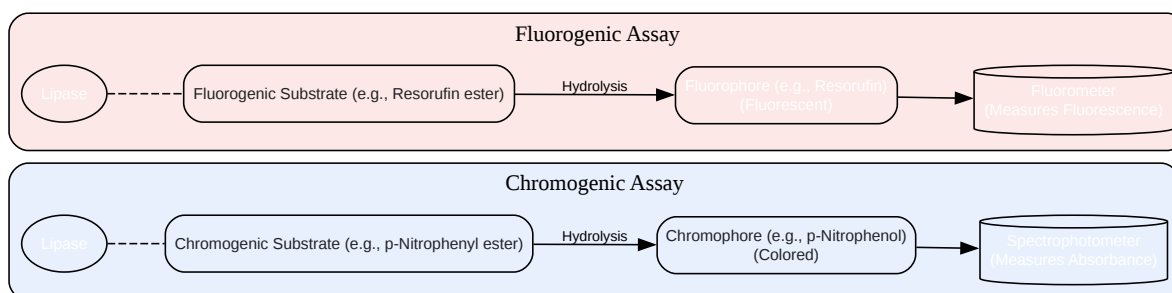 Fluorogenic Assay
Lipase
Fluorogenic Substrate (e.g., Resorufin ester)
Hydrolysis
Fluorophore (e.g., Resorufin)
(Fluorescent)
Fluorometer
(Measures Fluorescence)
Chromogenic Assay
Lipase
Chromogenic Substrate (e.g., p-Nitrophenyl ester)
Hydrolysis
Chromophore (e.g., p-Nitrophenol)
(Colored)
Spectrophotometer
(Measures Absorbance)